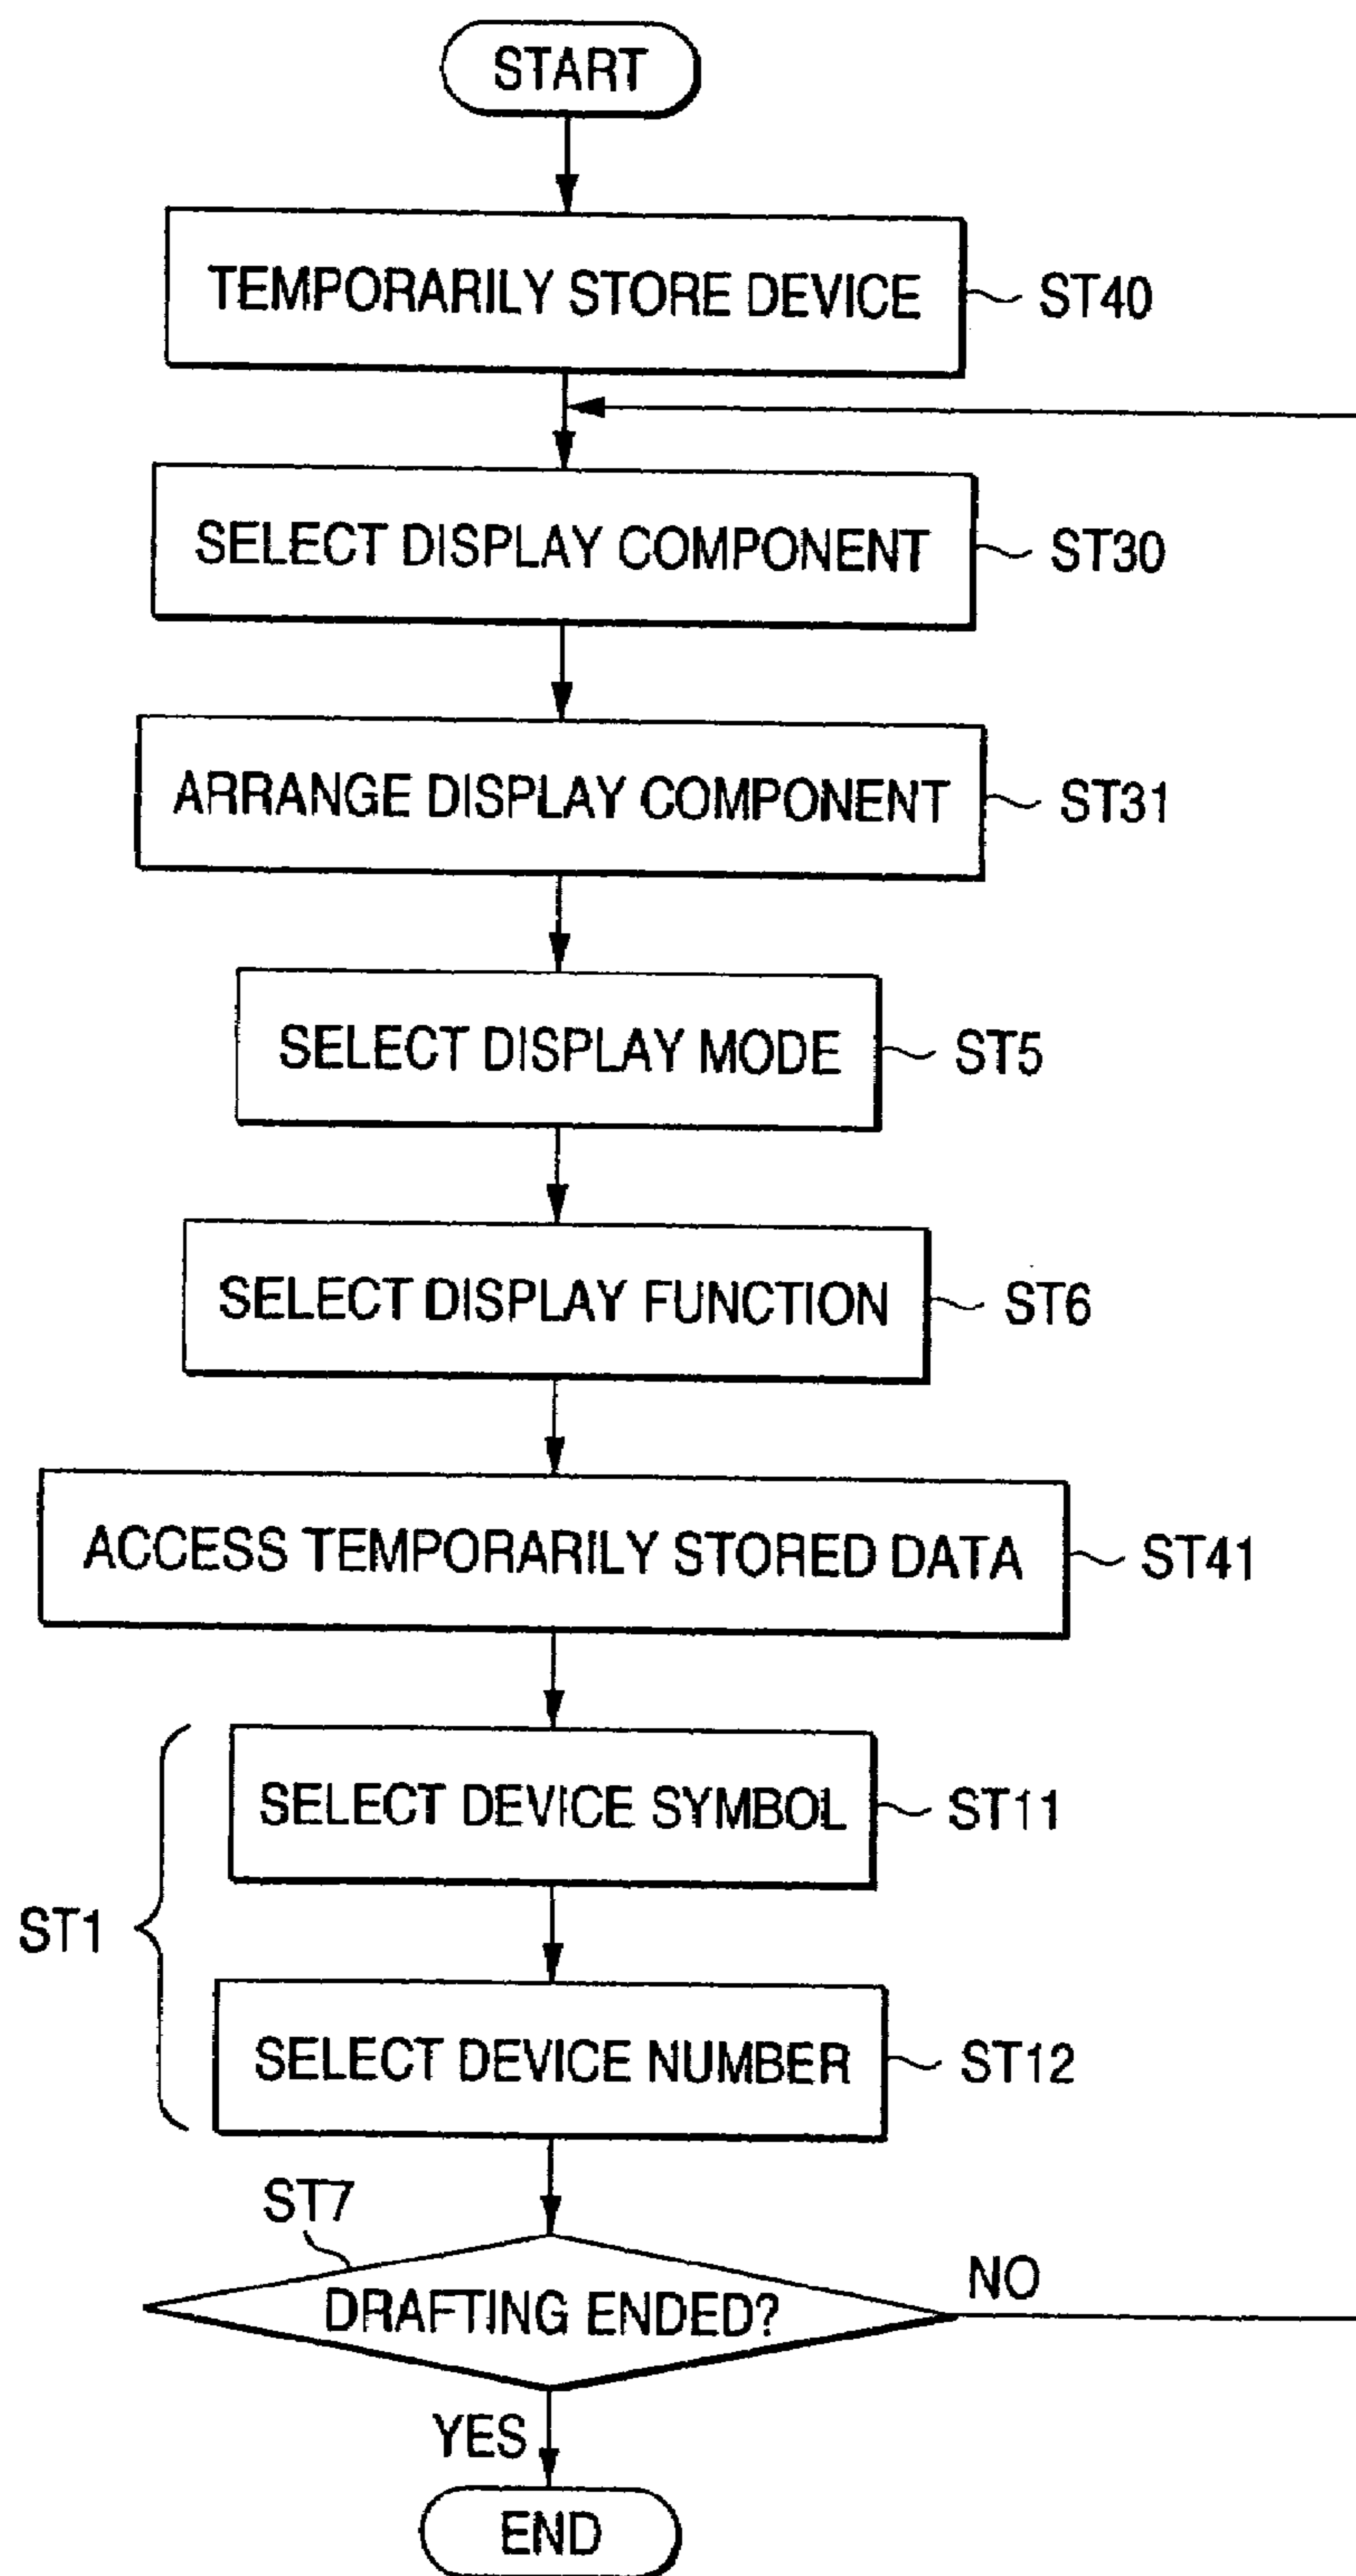 START
TEMPORARILY STORE DEVICE
ST40
SELECT DISPLAY COMPONENT
ST30
ARRANGE DISPLAY COMPONENT
ST31
SELECT DISPLAY MODE
ST5
SELECT DISPLAY FUNCTION
ST6
ACCESS TEMPORARILY STORED DATA
ST41
SELECT DEVICE SYMBOL
ST11
ST1
SELECT DEVICE NUMBER
ST12
ST7
DRAFTING ENDED?
NO
YES
END